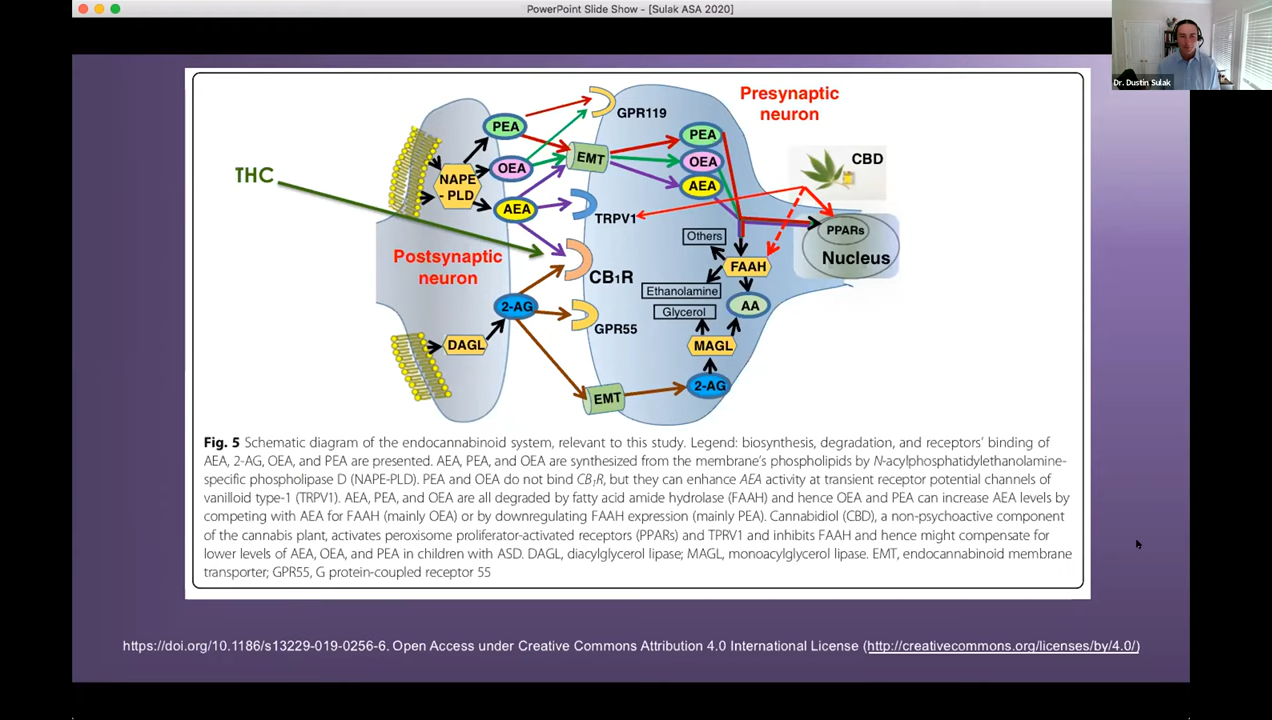 PowerPoint Slide Show - [Sulak ASA 2020]
Dr. Dustin Sulak
Presynaptic
neuron
GPR119
PEA
PEA
EMT
CBD
OEA
OEA
THC
NAPE
- PLD
AEA
AEA
TRPV1
PPARs
Others
Postsynaptic
neuron
Nucleus
FAAH
CB1R
Ethanolamine
2-AG
AA
Glycerol
GPR55
DAGL
MAGL
2-AG
EMT
Fig. 5 Schematic diagram of the endocannabinoid system, relevant to this study. Legend: biosynthesis, degradation, and receptors' binding of
AEA, 2-AG, OEA, and PEA are presented. AEA, PEA, and OEA are synthesized from the membrane's phospholipids by N-acylphosphatidylethanolamine-
specific phospholipase D (NAPE-PLD). PEA and OEA do not bind CB1R, but they can enhance AEA activity at transient receptor potential channels of
vanilloid type-1 (TRPV1). AEA, PEA, and OEA are all degraded by fatty acid amide hydrolase (FAAH) and hence OEA and PEA can increase AEA levels by
competing with AEA for FAAH (mainly OEA) or by downregulating FAAH expression (mainly PEA). Cannabidiol (CBD), a non-psychoactive component
of the cannabis plant, activates peroxisome proliferator-activated receptors (PPARs) and TPRV1 and inhibits FAAH and hence might compensate for
lower levels of AEA, OEA, and PEA in children with ASD. DAGL, diacylglycerol lipase; MAGL, monoacylglycerol lipase. EMT, endocannabinoid membrane
transporter; GPR55, G protein-coupled receptor 55
https://doi.org/10.1186/s13229-019-0256-6. Open Access under Creative Commons Attribution 4.0 International License (http://creativecommons.org/licenses/by/4.0/)